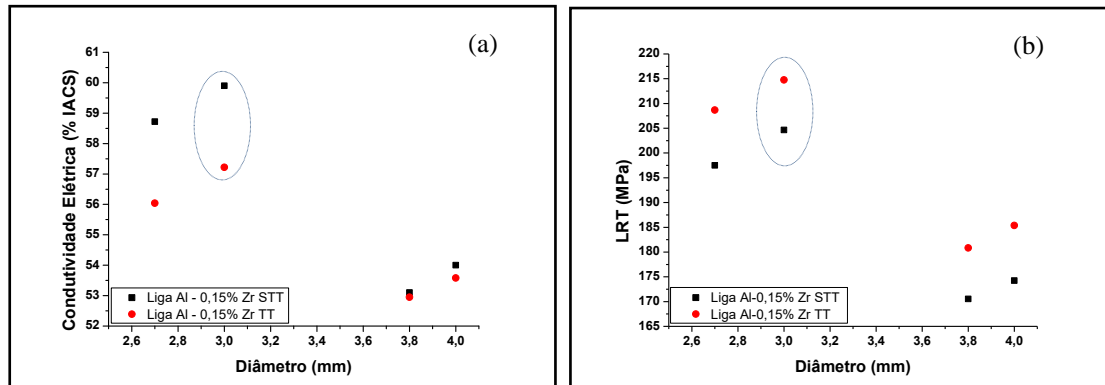 (a)
Condutividade Elétrica (% IACS)
61
60
59
58
57
56
55
54
53
52
Liga Al - 0,15% Zr STT
Liga Al - 0,15% Zr TT
2,6 2,8 3,0 3,2 3,4 3,6 3,8 4,0
Diâmetro (mm)
(b)
LRT (MPa)
220
215
210
205
200
195
190
185
180
175
170
165
Liga Al-0,15% Zr STT
Liga Al-0,15% Zr TT
2,6 2,8 3,0 3,2 3,4 3,6 3,8 4,0
Diâmetro (mm)